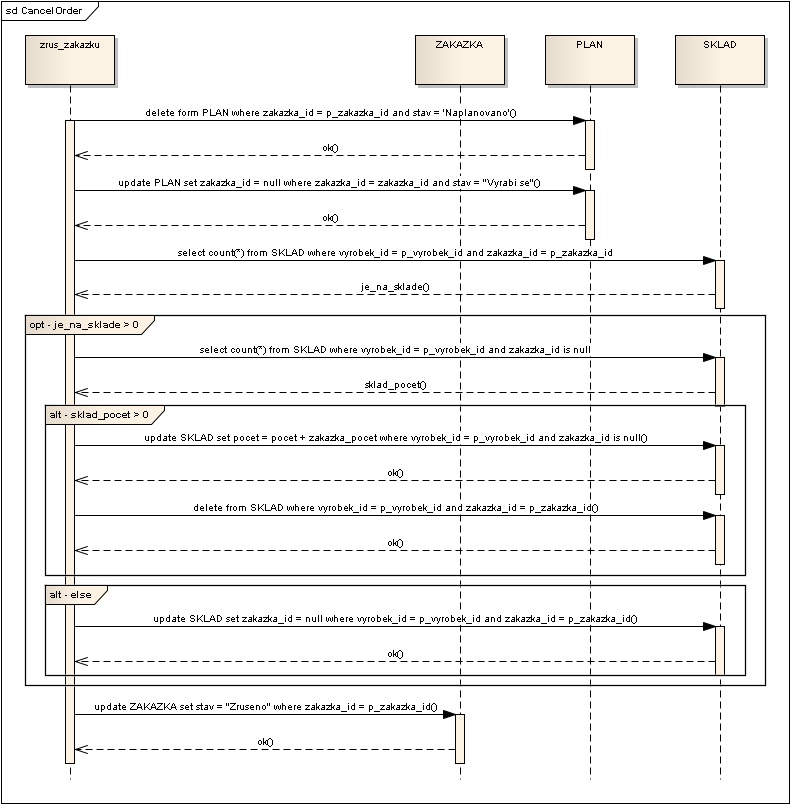 sd CancelOrder
zrus_zakazku
ZAKAZKA
PLAN
SKLAD
delete form PLAN where zakazka_id = p_zakazka_id and stav = 'Naplanovano'()
ok()
update PLAN set zakazka_id = null where zakazka_id = zakazka_id and stav = "Vyrabi se"()
ok()
select count(*) from SKLAD where vyrobek_id = p_vyrobek_id and zakazka_id = p_zakazka_id
je_na_sklade()
opt - je_na_sklade > 0
select count(*) from SKLAD where vyrobek_id = p_vyrobek_id and zakazka_id is null
sklad_pocet()
alt - sklad_pocet > 0
update SKLAD set pocet = pocet + zakazka_pocet where vyrobek_id = p_vyrobek_id and zakazka_id is null()
ok()
delete from SKLAD where vyrobek_id = p_vyrobek_id and zakazka_id = p_zakazka_id()
ok()
alt - else
update SKLAD set zakazka_id = null where vyrobek_id = p_vyrobek_id and zakazka_id = p_zakazka_id()
ok()
update ZAKAZKA set stav = "Zruseno" where zakazka_id = p_zakazka_id()
ok()